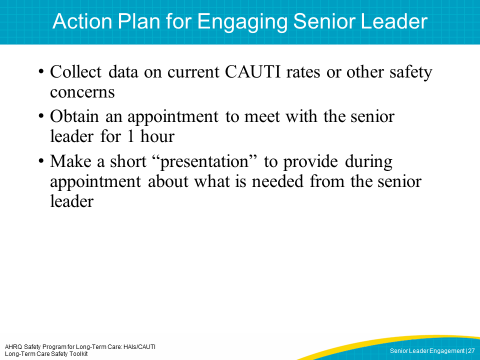 Action Plan for Engaging Senior Leader
• Collect data on current CAUTI rates or other safety
concerns
• Obtain an appointment to meet with the senior
leader for 1 hour
• Make a short “presentation” to provide during
appointment about what is needed from the senior
leader
AHRQ Safety Program for Long-Term Care: HAIs/CAUTI
Long-Term Care Safety Toolkit
Senior Leader Engagement | 27